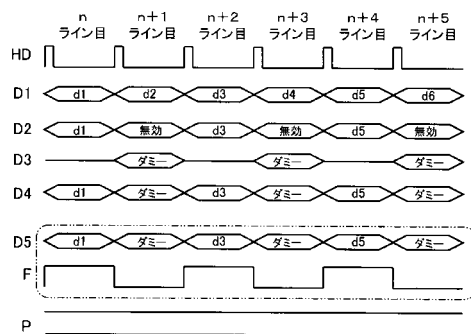 n n+1 n+2 n+3 n+4 n+5
ライン目 ライン目 ライン目 ライン目 ライン目 ライン目
HD
D1 d1 d2 d3 d4 d5 d6
D2 d1 無効 d3 無効 d5 無効
D3 ダミー ダミー ダミー
D4 d1 ダミー d3 ダミー d5 ダミー
D5 d1 ダミー d3 ダミー d5 ダミー
F
P